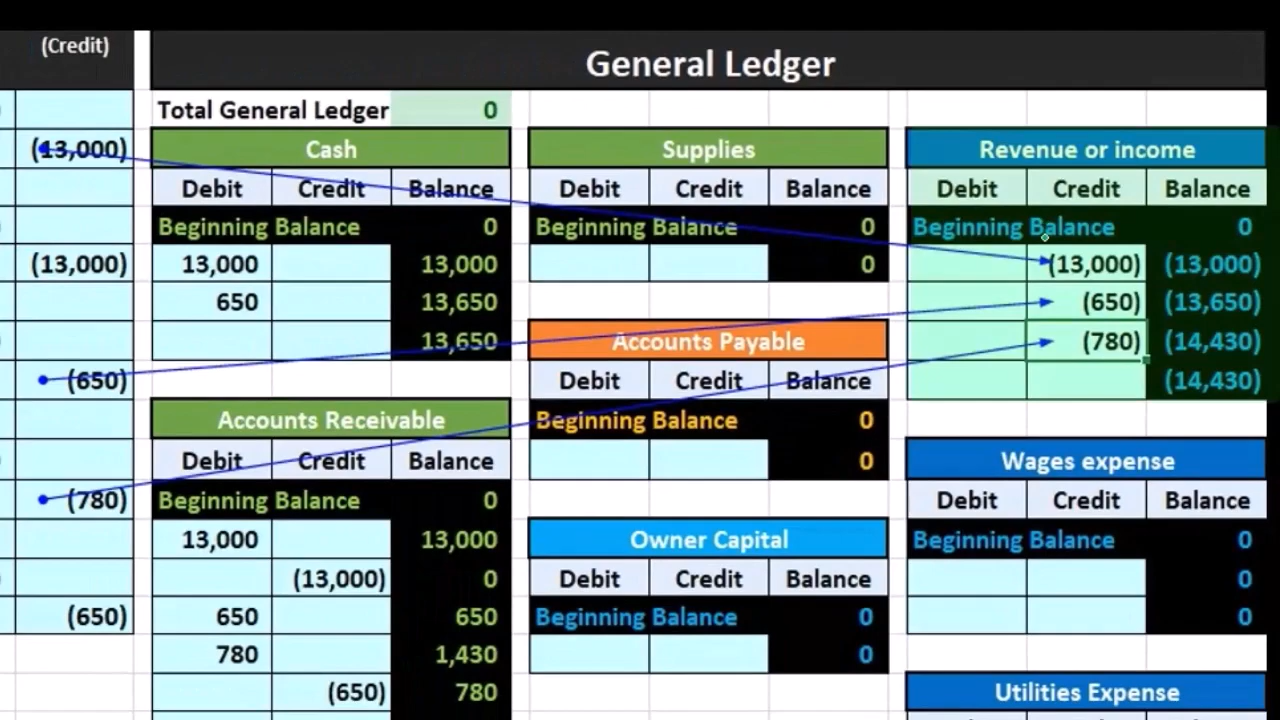 (Credit)
General Ledger
Total General Ledger 0
(13,000)
(13,000)
(650)
(780)
(650)
Cash
Debit Credit Balance
Beginning Balance 0
13,000 13,000
650 13,650
13,650
Accounts Receivable
Debit Credit Balance
Beginning Balance 0
13,000 13,000
(13,000) 0
650 650
780 1,430
(650) 780
Supplies
Debit Credit Balance
Beginning Balance 0
0
Accounts Payable
Debit Credit Balance
Beginning Balance 0
0
Owner Capital
Debit Credit Balance
Beginning Balance 0
0
Revenue or income
Debit Credit Balance
Beginning Balance 0
(13,000) (13,000)
(650) (13,650)
(780) (14,430)
(14,430)
Wages expense
Debit Credit Balance
Beginning Balance 0
0
0
Utilities Expense